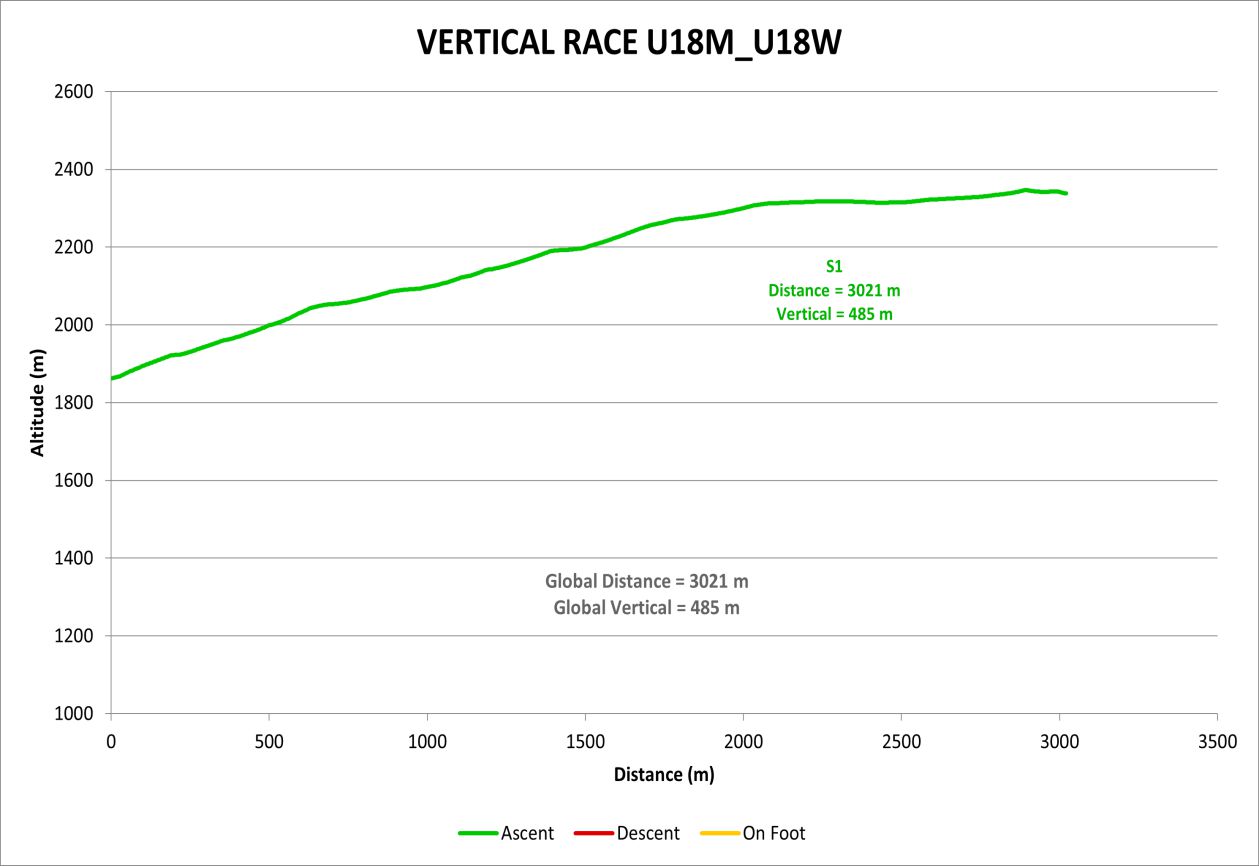 VERTICAL RACE U18M_U18W
2600
2400
2200
2000
1800
1600
1400
1200
1000
Altitude (m)
S1
Distance = 3021 m
Vertical = 485 m
Global Distance = 3021 m
Global Vertical = 485 m
0 500 1000 1500 2000 2500 3000 3500
Distance (m)
Ascent Descent On Foot